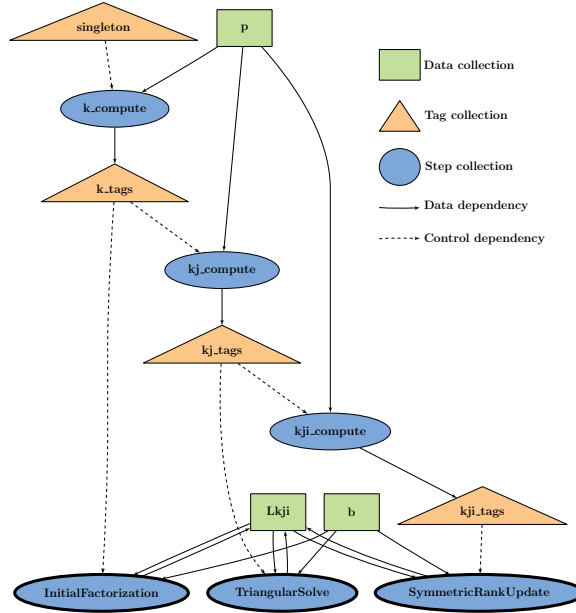 singleton
p
Data collection
k_compute
Tag collection
Step collection
k_tags
Data dependency
Control dependency
kj_compute
kj_tags
kji_compute
kji_tags
Lkji
b
InitialFactorization
TriangularSolve
SymmetricRankUpdate